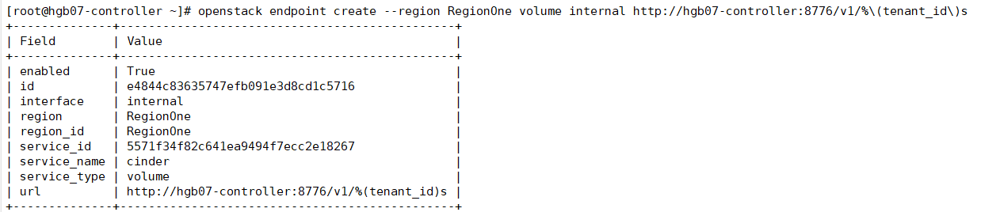 [root@hgb07-controller ~]# openstack endpoint create --region RegionOne volume internal http://hgb07-controller:8776/v1/%\(tenant_id\)s
+--------------+----------------------------------------------+
| Field        | Value                                        |
+--------------+----------------------------------------------+
| enabled      | True                                         |
| id           | e4844c83635747efb091e3d8cd1c5716             |
| interface    | internal                                     |
| region       | RegionOne                                    |
| region_id    | RegionOne                                    |
| service_id   | 5571f34f82c641ea9494f7ecc2e18267             |
| service_name | cinder                                       |
| service_type | volume                                       |
| url          | http://hgb07-controller:8776/v1/%(tenant_id)s |
+--------------+----------------------------------------------+